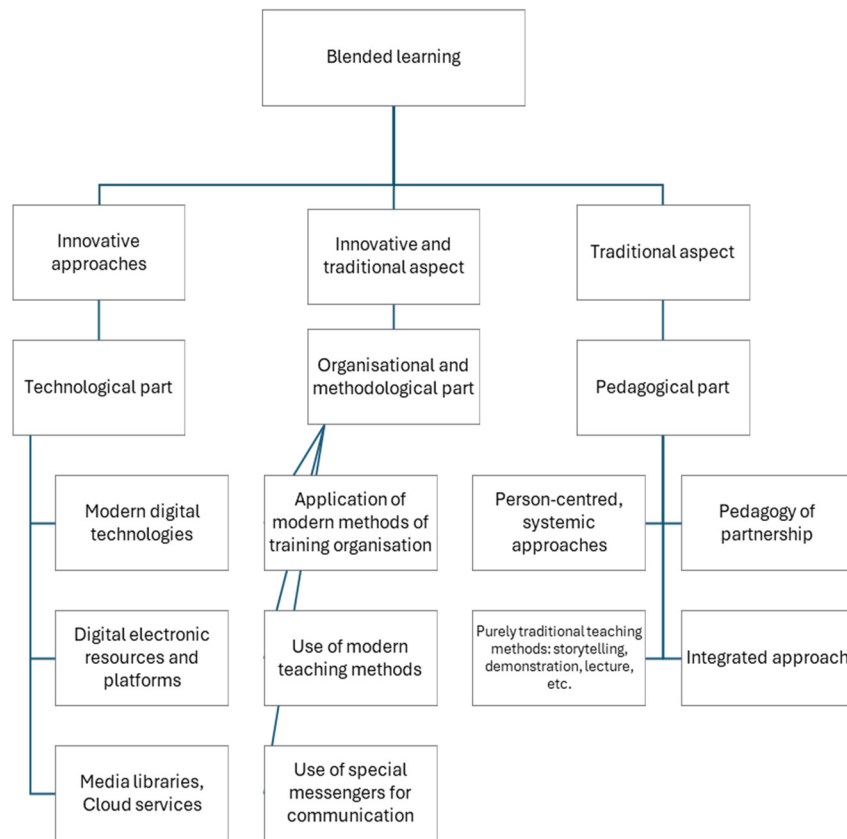 Blended learning
Innovative
approaches
Innovative and
traditional aspect
Traditional aspect
Technological part
Organisational and
methodological part
Pedagogical part
Modern digital
technologies
Application of
modern methods of
training organisation
Person-centred,
systemic
approaches
Pedagogy of
partnership
Digital electronic
resources and
platforms
Use of modern
teaching methods
Purely traditional teaching
methods: storytelling,
demonstration, lecture,
etc.
Integrated approach
Media libraries,
Cloud services
Use of special
messengers for
communication